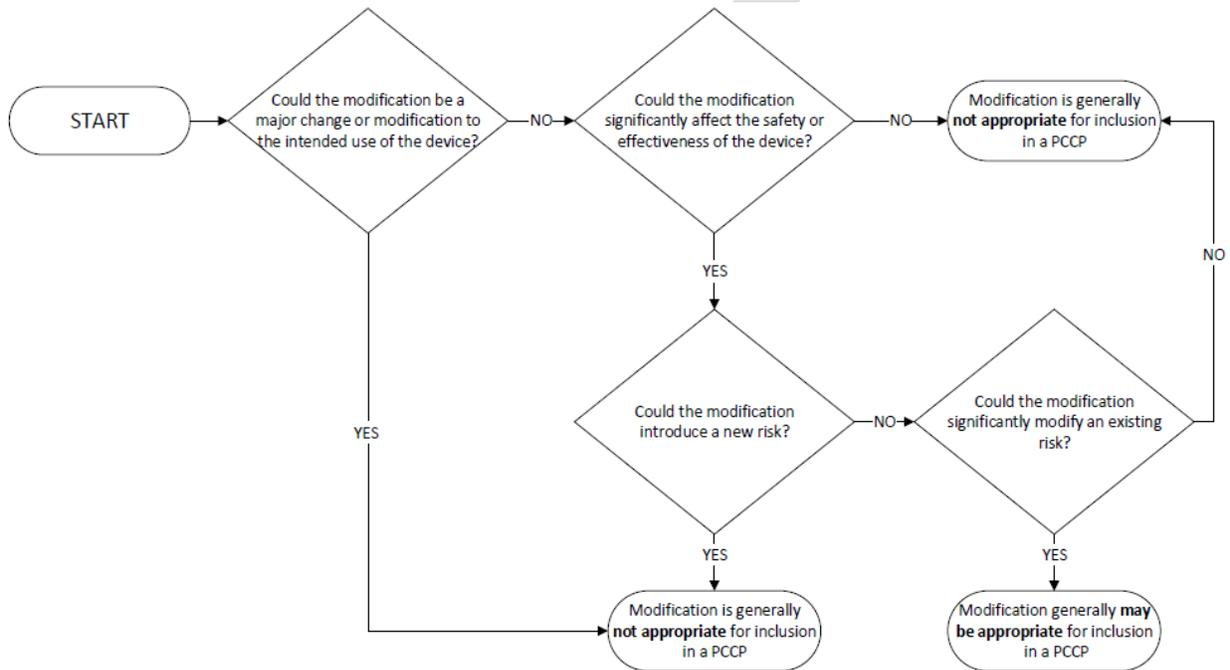 START
Could the modification be a
major change or modification to
the intended use of the device?
NO
Could the modification
significantly affect the safety or
effectiveness of the device?
NO
Modification is generally
not appropriate for inclusion
in a PCCP
YES
NO
YES
Could the modification
introduce a new risk?
NO
Could the modification
significantly modify an existing
risk?
YES
YES
Modification is generally
not appropriate for inclusion
in a PCCP
Modification generally may
be appropriate for inclusion
in a PCCP